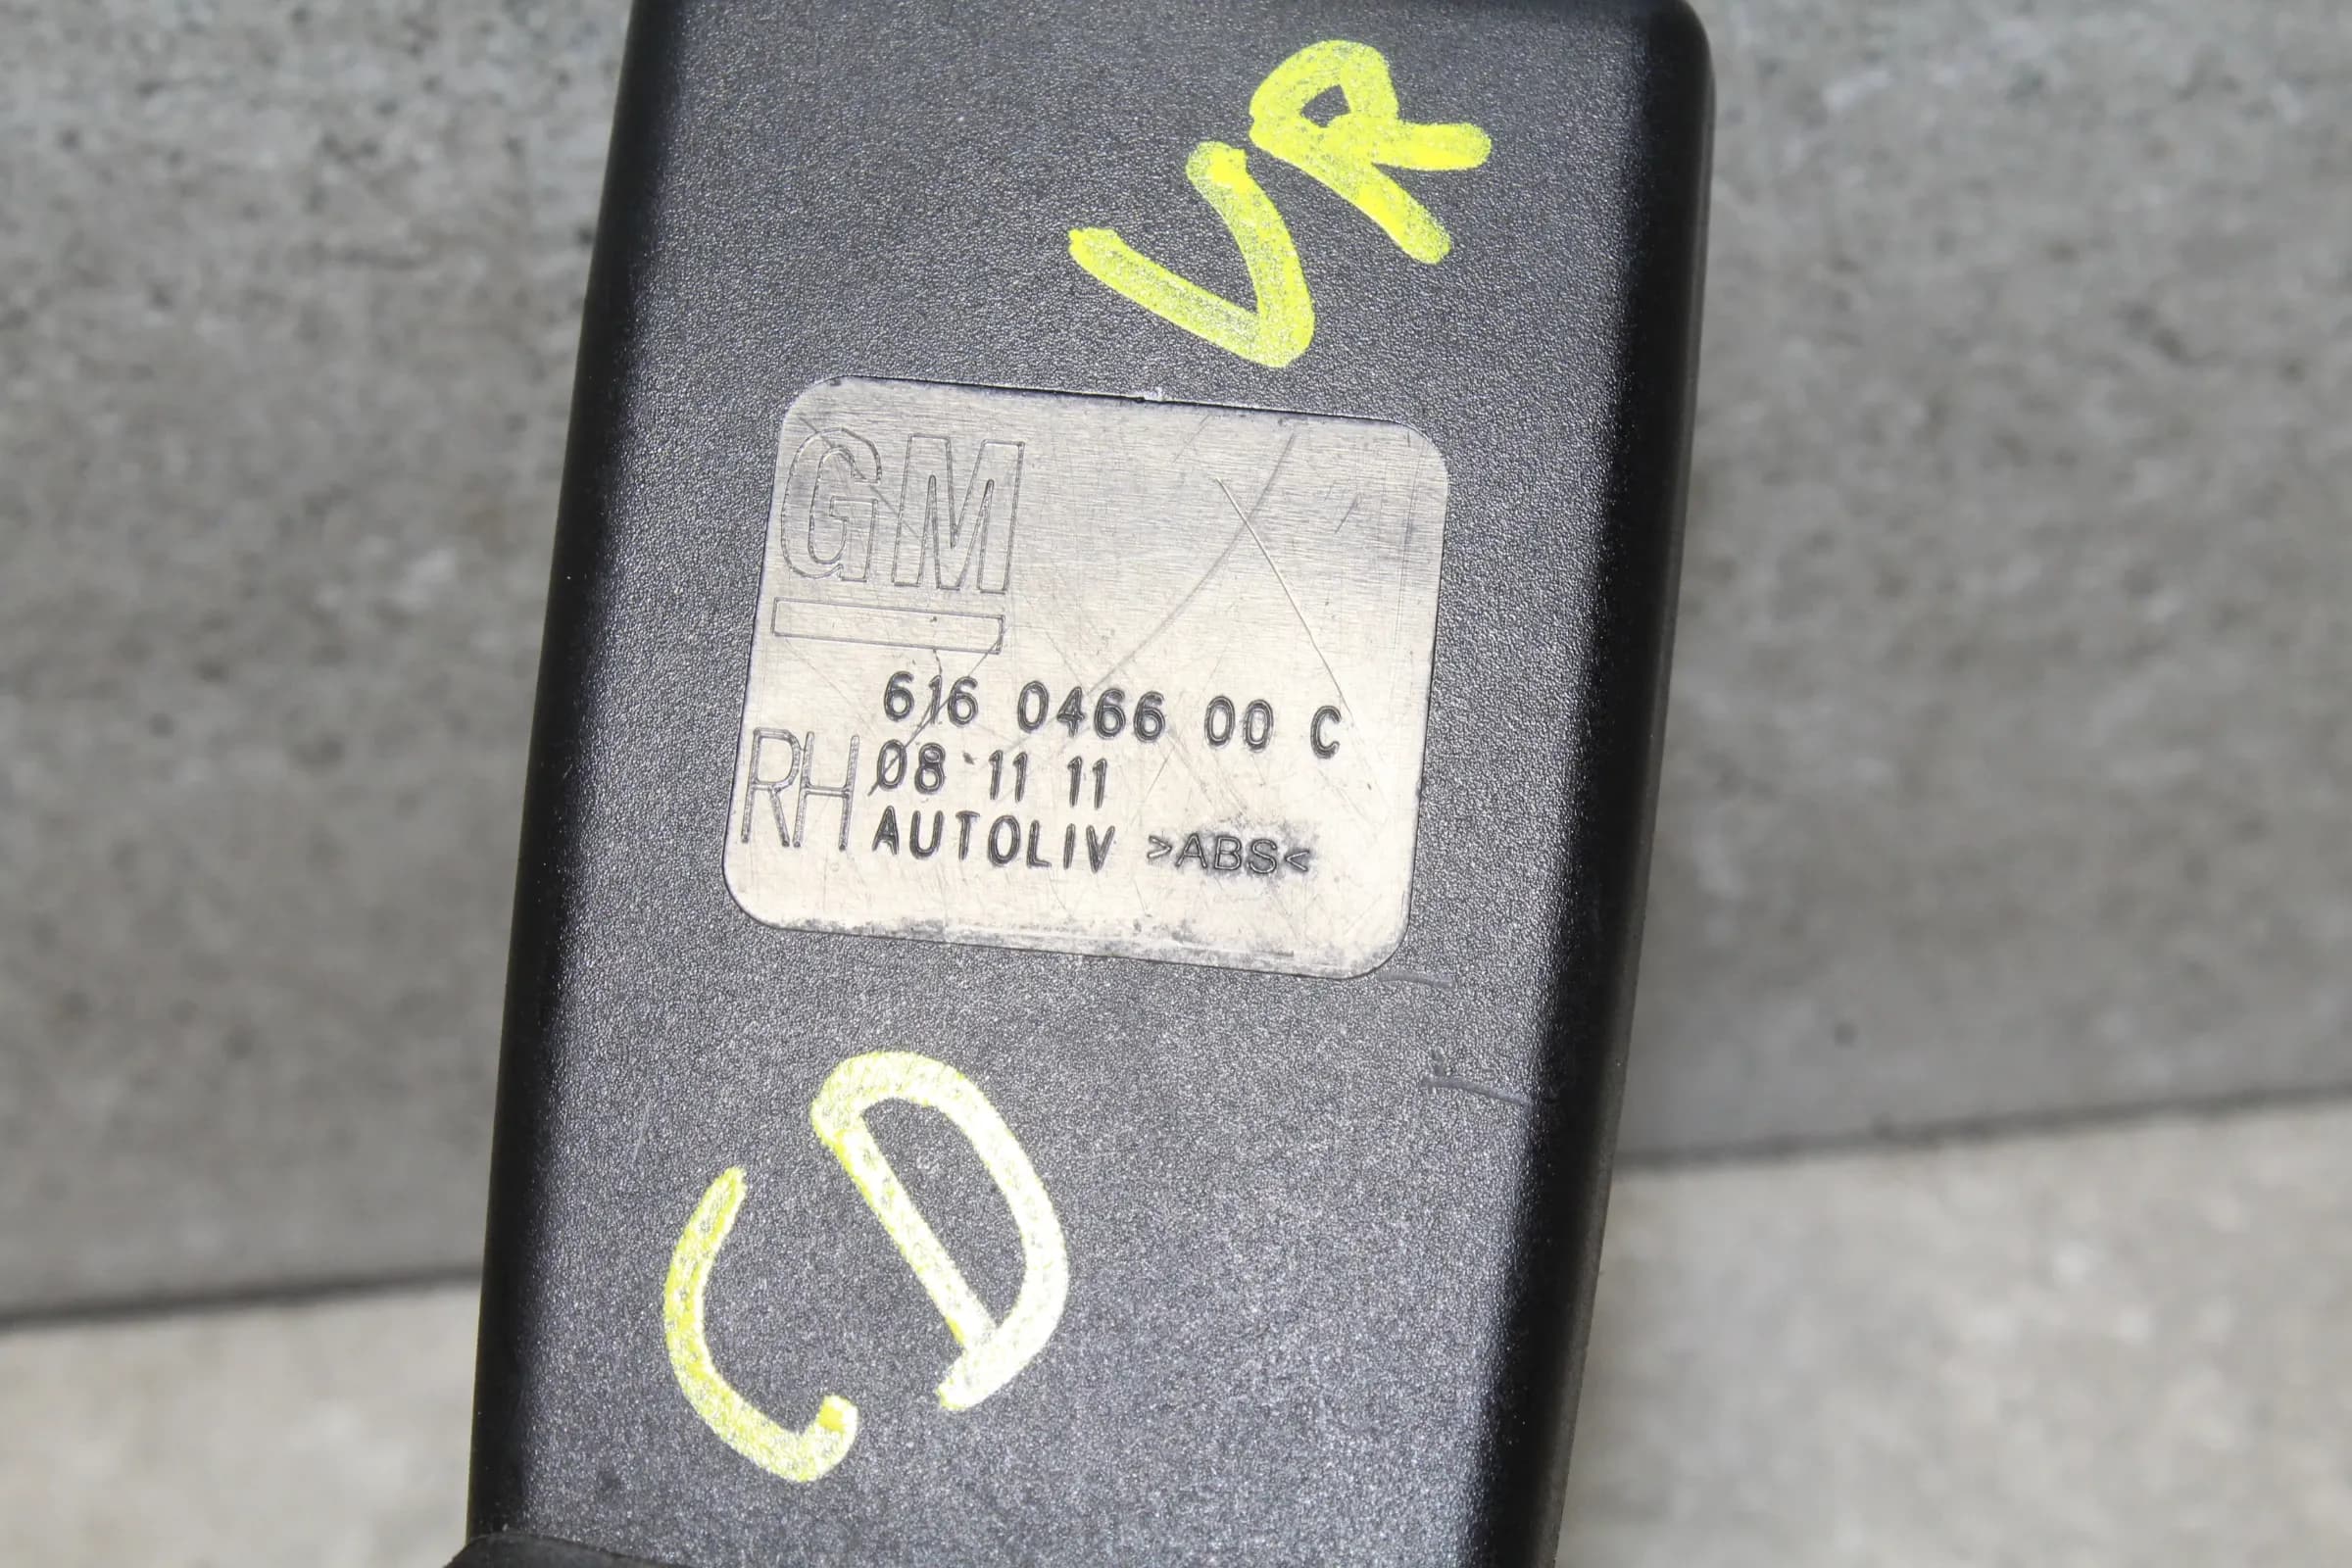 VR
GM
616 0466 00 C
RH 08 11 11
AUTOLIV >ABS<
CD